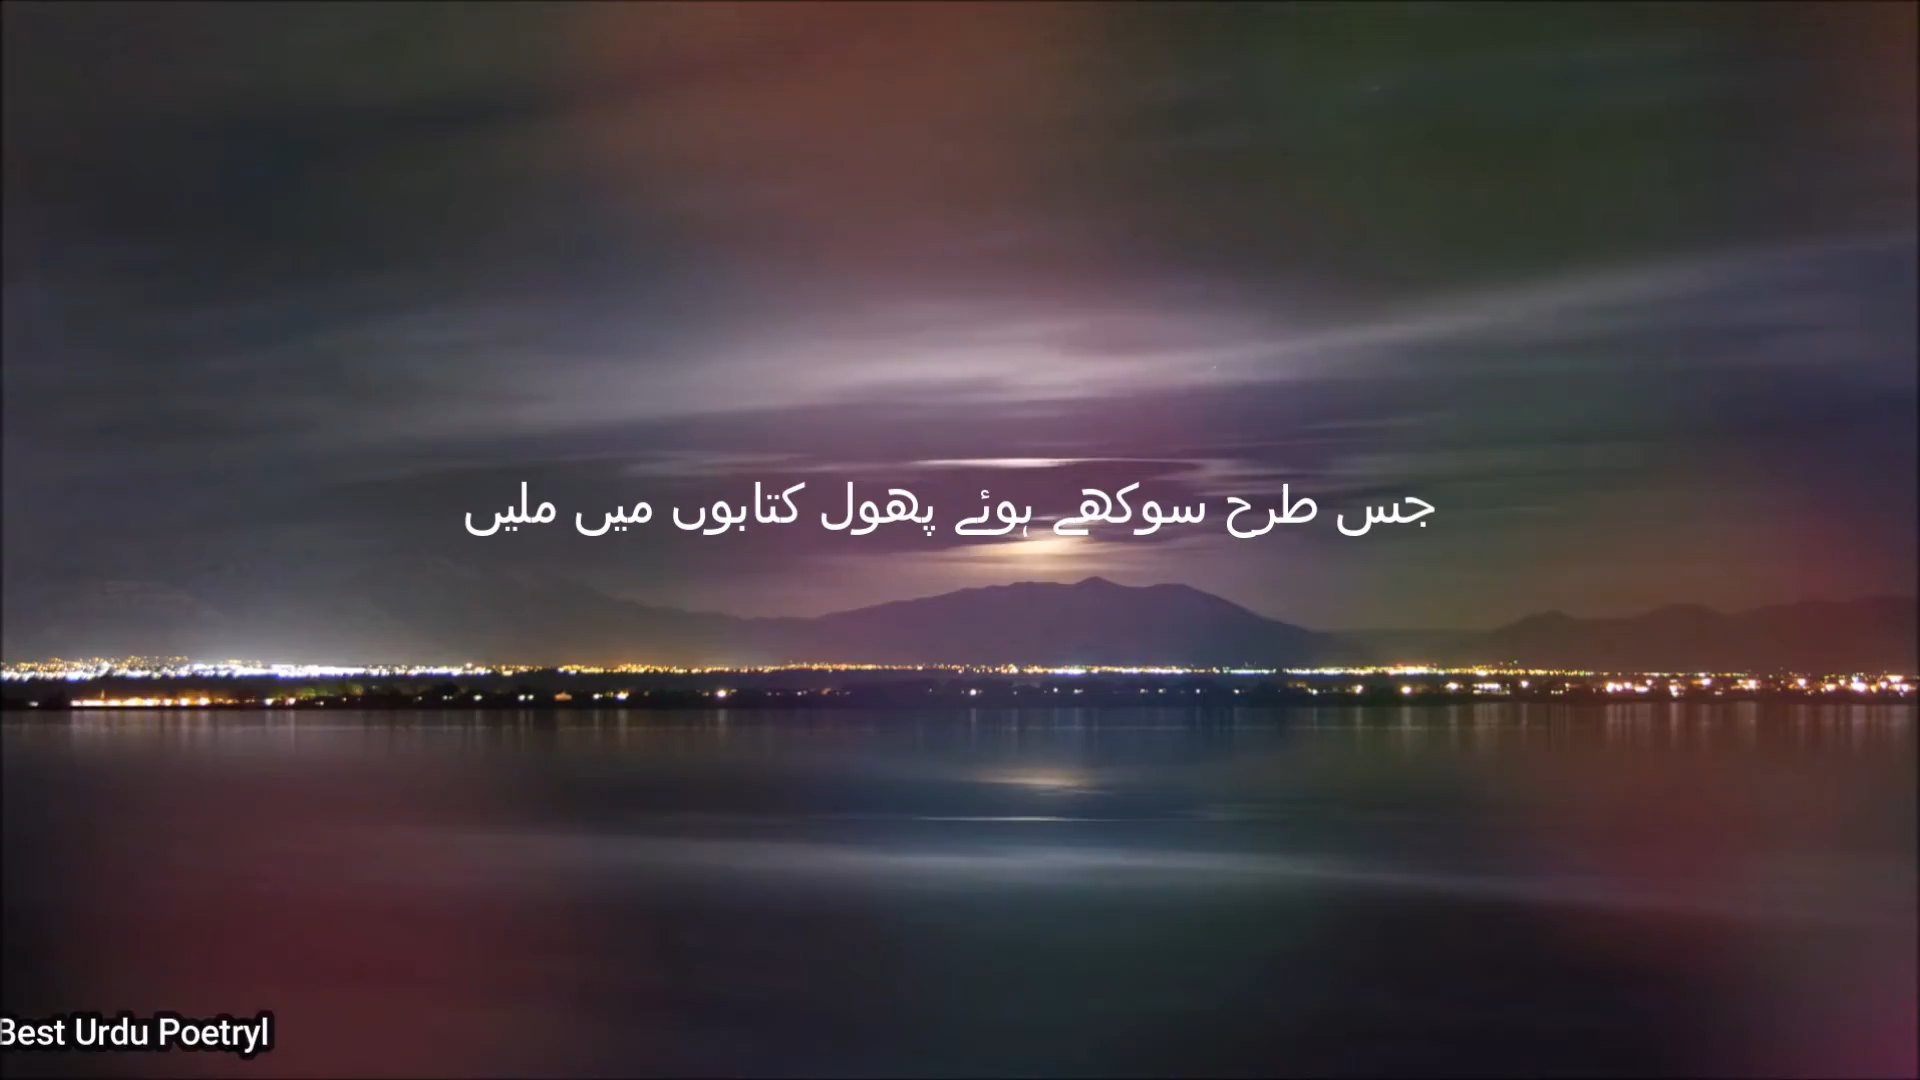 جس طرح سوکھے ہوئے پھول کتابوں میں ملیں
Best Urdu Poetryl